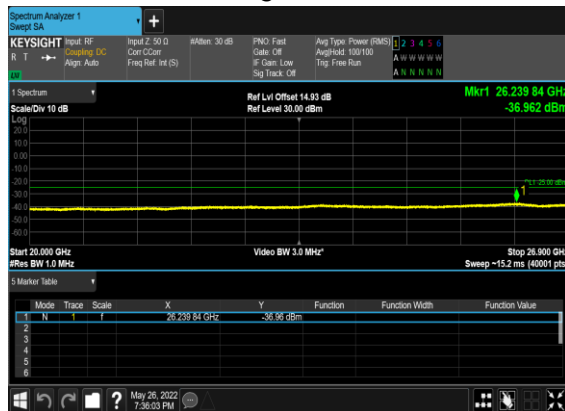 Spectrum Analyzer 1
Swept SA
+
KEYSIGHT Input: RF Input Z: 50 Ω #Atten: 30 dB PNO: Fast Avg Type: Power (RMS) 1 2 3 4 5 6
R T Coupling: DC Corr CCorr Gate: Off Avg|Hold: 100/100 A W W W W W
Align: Auto Freq Ref: Int (S) IF Gain: Low Trig: Free Run
LW Sig Track: Off A N N N N N
1 Spectrum Ref Lvl Offset 14.93 dB Mkr1 26.239 84 GHz
Scale/Div 10 dB Ref Level 30.00 dBm -36.962 dBm
Log
20.0
10.0
0.00
-10.0
-20.0
DL1 -25.00 dBm
-30.0
1
-40.0
-50.0
-60.0
Start 20.000 GHz Video BW 3.0 MHz* Stop 26.900 GHz
#Res BW 1.0 MHz Sweep ~15.2 ms (40001 pts
5 Marker Table
Mode Trace Scale X Y Function Function Width Function Value
1 N 1 f 26.239 84 GHz -36.96 dBm
2
3
4
5
6
? May 26, 2022
7:36:03 PM